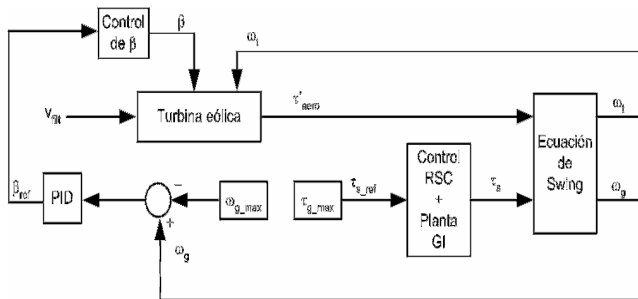 Control
de β
β
ω_t
v_filt
Turbina eólica
τ'_aero
Ecuación
de
Swing
ω_t
β_ref
PID
−
+
ω_g_max
τ_g_max
τ_s_ref
Control
RSC
+
Planta
GI
τ_s
ω_g
ω_g